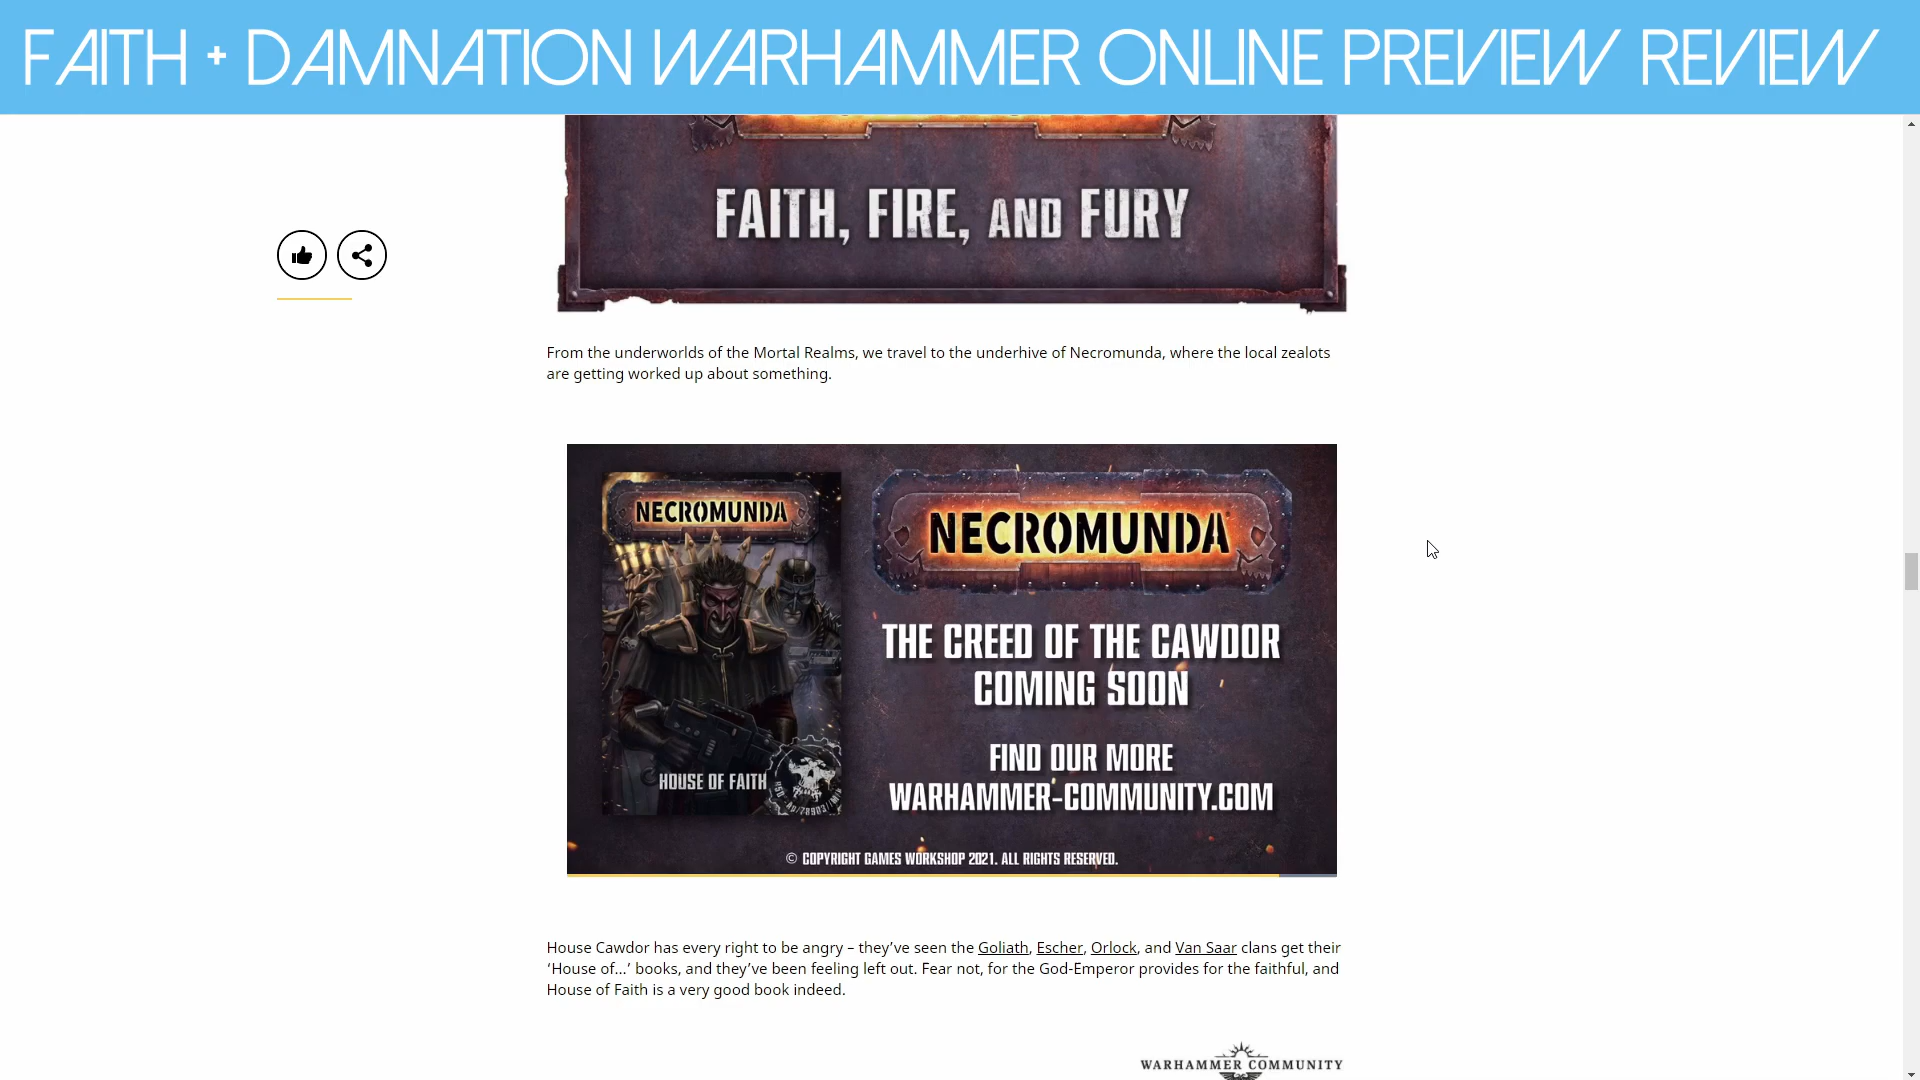 FAITH + DAMNATION WARHAMMER ONLINE PREVIEW REVIEW
FAITH, FIRE, AND FURY
From the underworlds of the Mortal Realms, we travel to the underhive of Necromunda, where the local zealots
are getting worked up about something.
NECROMUNDA
HOUSE OF FAITH
NECROMUNDA
THE CREED OF THE CAWDOR
COMING SOON
FIND OUR MORE
WARHAMMER-COMMUNITY.COM
© COPYRIGHT GAMES WORKSHOP 2021. ALL RIGHTS RESERVED.
House Cawdor has every right to be angry – they’ve seen the Goliath, Escher, Orlock, and Van Saar clans get their
‘House of…’ books, and they’ve been feeling left out. Fear not, for the God-Emperor provides for the faithful, and
House of Faith is a very good book indeed.
WARHAMMER COMMUNITY